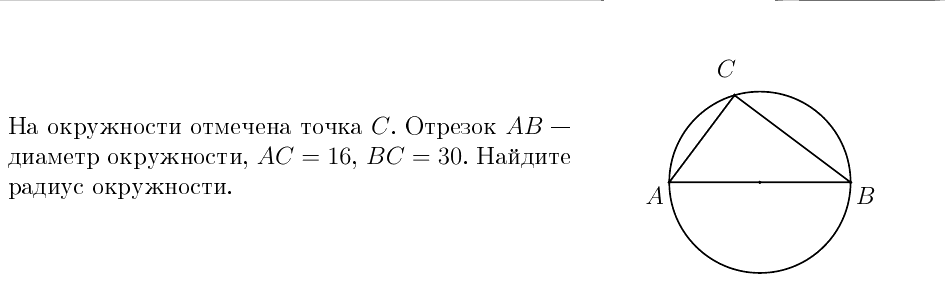 C
На окружности отмечена точка C. Отрезок AB —
диаметр окружности, AC = 16, BC = 30. Найдите
радиус окружности.
A
B